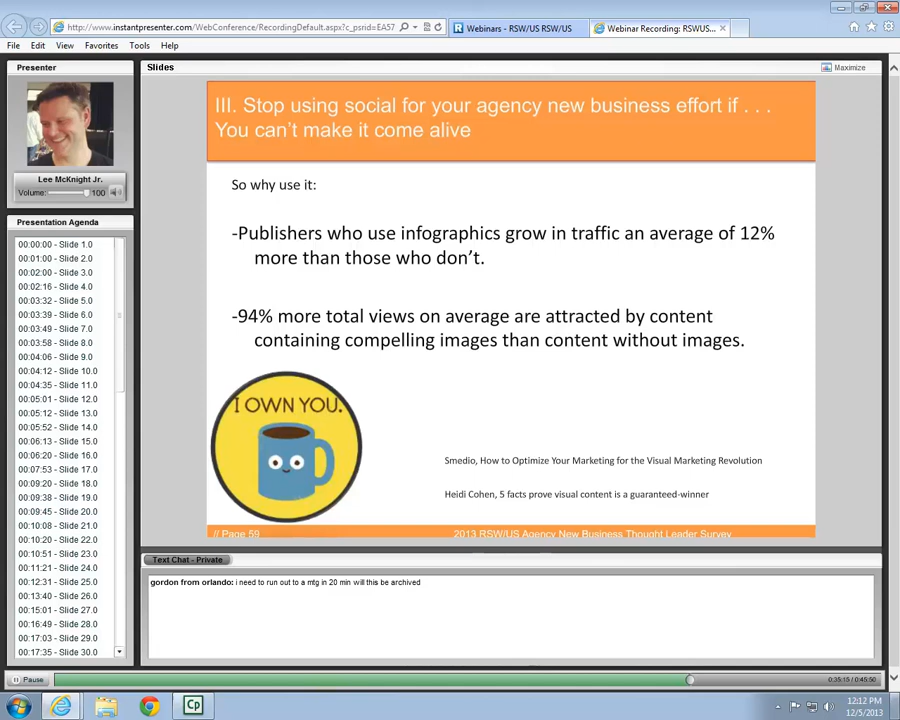 http://www.instantpresenter.com/WebConference/RecordingDefault.aspx?c_psrid=EA57
Webinars - RSW/US RSW/US
Webinar Recording: RSWUS...
File Edit View Favorites Tools Help
Presenter
Slides
Maximize
Lee McKnight Jr.
Volume: 100
Presentation Agenda
00:00:00 - Slide 1.0
00:01:00 - Slide 2.0
00:02:00 - Slide 3.0
00:02:16 - Slide 4.0
00:03:32 - Slide 5.0
00:03:39 - Slide 6.0
00:03:49 - Slide 7.0
00:03:58 - Slide 8.0
00:04:06 - Slide 9.0
00:04:12 - Slide 10.0
00:04:35 - Slide 11.0
00:05:01 - Slide 12.0
00:05:12 - Slide 13.0
00:05:52 - Slide 14.0
00:06:13 - Slide 15.0
00:06:20 - Slide 16.0
00:07:53 - Slide 17.0
00:09:20 - Slide 18.0
00:09:38 - Slide 19.0
00:09:45 - Slide 20.0
00:10:08 - Slide 21.0
00:10:20 - Slide 22.0
00:10:51 - Slide 23.0
00:11:21 - Slide 24.0
00:12:31 - Slide 25.0
00:13:40 - Slide 26.0
00:15:01 - Slide 27.0
00:16:49 - Slide 28.0
00:17:03 - Slide 29.0
00:17:35 - Slide 30.0
III. Stop using social for your agency new business effort if . . .
You can't make it come alive
So why use it:
-Publishers who use infographics grow in traffic an average of 12%
more than those who don't.
-94% more total views on average are attracted by content
containing compelling images than content without images.
I OWN YOU.
Smedio, How to Optimize Your Marketing for the Visual Marketing Revolution
Heidi Cohen, 5 facts prove visual content is a guaranteed-winner
// Page 59
2013 RSW/US Agency New Business Thought Leader Survey
Text Chat - Private
gordon from orlando: i need to run out to a mtg in 20 min will this be archived
Pause
0:35:15 / 0:45:50
Cp
12:12 PM
12/5/2013